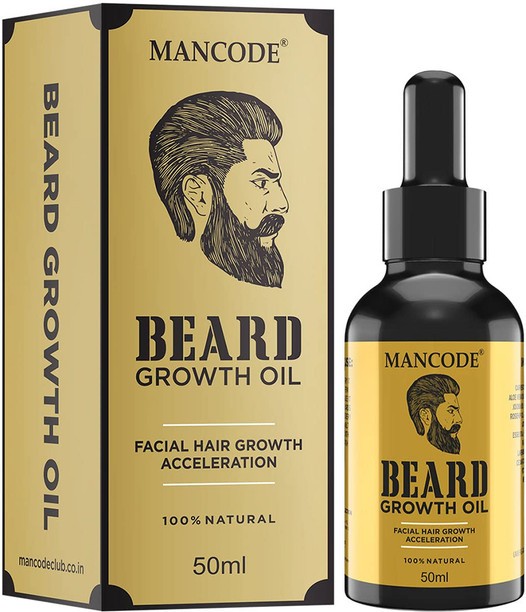 BEARD GROWTH OIL
mancodeclub.co.in
MANCODE®
BEARD
GROWTH OIL
FACIAL HAIR GROWTH
ACCELERATION
100% NATURAL
50ml
MANCODE®
BEARD
GROWTH OIL
FACIAL HAIR GROWTH
ACCELERATION
100% NATURAL
50ml